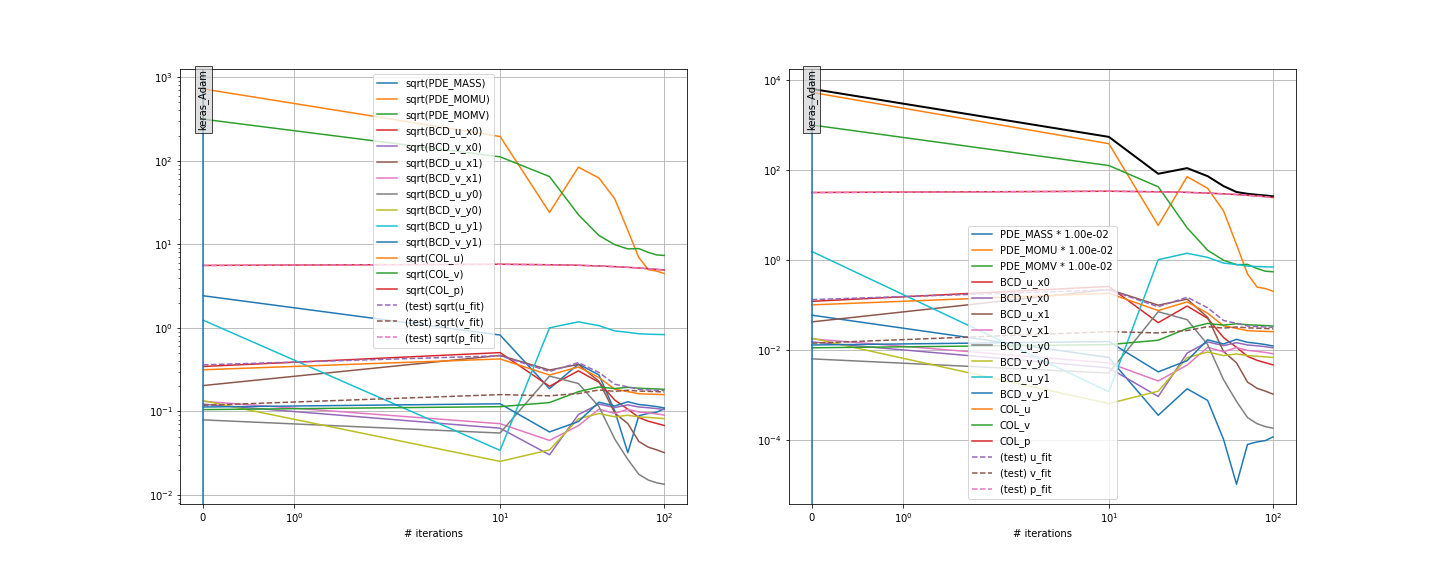 10³
10²
10¹
10⁰
10⁻¹
10⁻²
keras_Adam
sqrt(PDE_MASS)
sqrt(PDE_MOMU)
sqrt(PDE_MOMV)
sqrt(BCD_u_x0)
sqrt(BCD_v_x0)
sqrt(BCD_u_x1)
sqrt(BCD_v_x1)
sqrt(BCD_u_y0)
sqrt(BCD_v_y0)
sqrt(BCD_u_y1)
sqrt(BCD_v_y1)
sqrt(COL_u)
sqrt(COL_v)
sqrt(COL_p)
(test) sqrt(u_fit)
(test) sqrt(v_fit)
(test) sqrt(p_fit)
0
10⁰
10¹
10²
# iterations
10⁴
10²
10⁰
10⁻²
10⁻⁴
keras_Adam
PDE_MASS * 1.00e-02
PDE_MOMU * 1.00e-02
PDE_MOMV * 1.00e-02
BCD_u_x0
BCD_v_x0
BCD_u_x1
BCD_v_x1
BCD_u_y0
BCD_v_y0
BCD_u_y1
BCD_v_y1
COL_u
COL_v
COL_p
(test) u_fit
(test) v_fit
(test) p_fit
0
10⁰
10¹
10²
# iterations